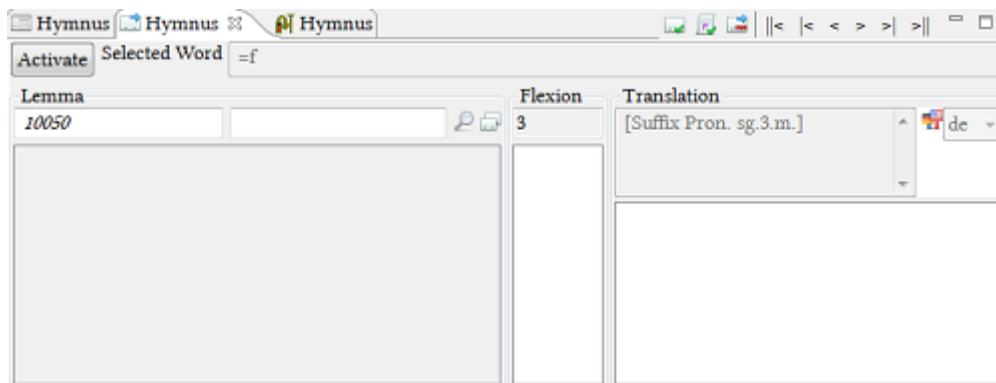 Hymnus Hymnus Hymnus ||< |< < > >| >||
Activate Selected Word =f
Lemma Flexion Translation
10050 3 [Suffix Pron. sg.3.m.] de